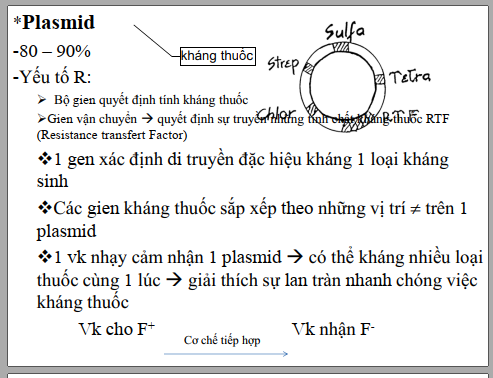 *Plasmid
-80 – 90%
kháng thuốc
-Yếu tố R:
➢ Bộ gien quyết định tính kháng thuốc
➢Gien vận chuyển → quyết định sự truyền những tính chất kháng thuốc RTF
(Resistance transfert Factor)
Sulfa
Strep
Tetra
Chlor
R.T.F
❖1 gen xác định di truyền đặc hiệu kháng 1 loại kháng
sinh
❖Các gien kháng thuốc sắp xếp theo những vị trí ≠ trên 1
plasmid
❖1 vk nhạy cảm nhận 1 plasmid → có thể kháng nhiều loại
thuốc cùng 1 lúc → giải thích sự lan tràn nhanh chóng việc
kháng thuốc
Vk cho F⁺
Cơ chế tiếp hợp
Vk nhận F⁻